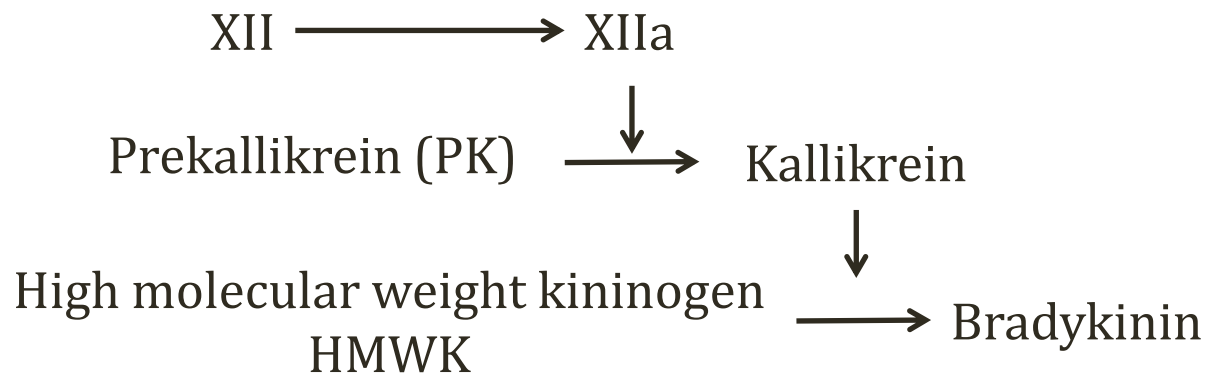 XII
XIIa
Prekallikrein (PK)
Kallikrein
High molecular weight kininogen
HMWK
Bradykinin